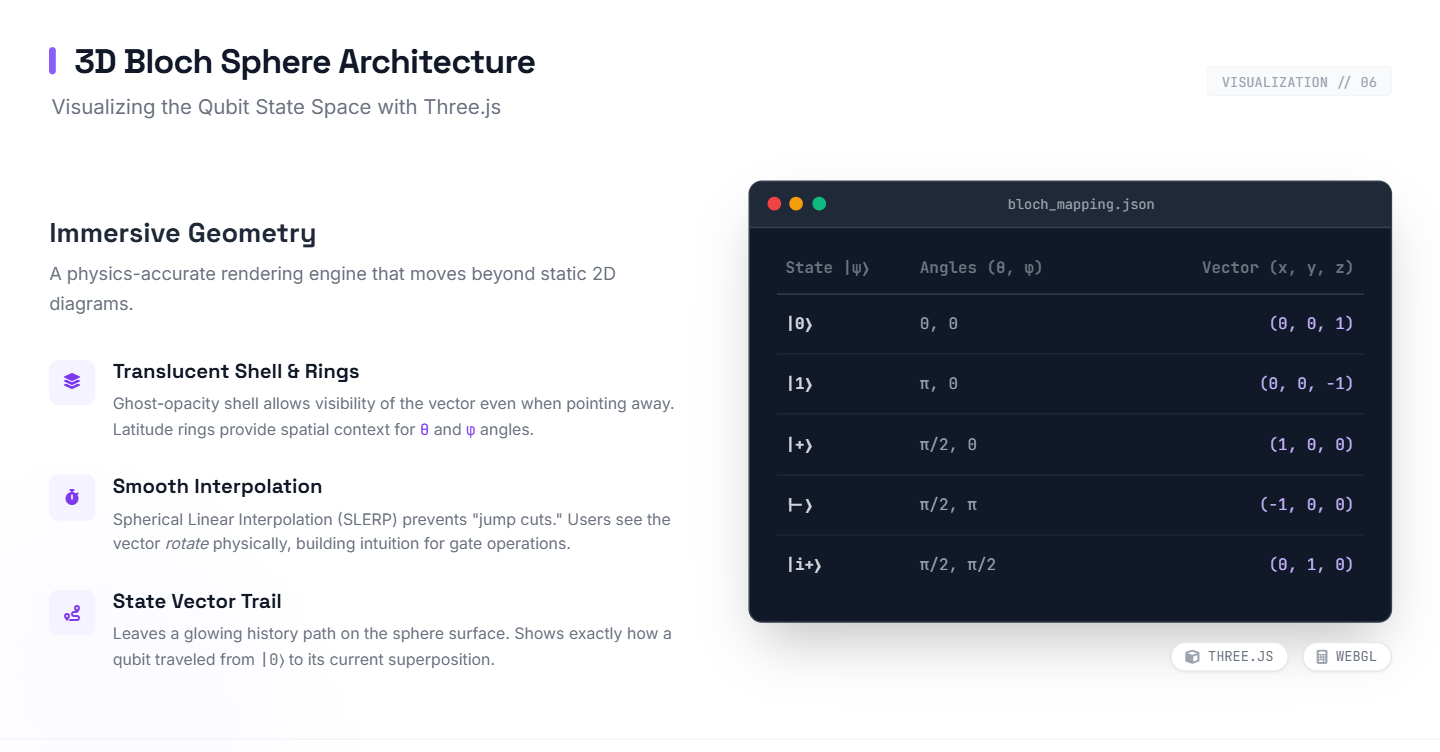 3D Bloch Sphere Architecture
Visualizing the Qubit State Space with Three.js
VISUALIZATION // 06
Immersive Geometry
A physics-accurate rendering engine that moves beyond static 2D
diagrams.
Translucent Shell & Rings
Ghost-opacity shell allows visibility of the vector even when pointing away.
Latitude rings provide spatial context for θ and φ angles.
Smooth Interpolation
Spherical Linear Interpolation (SLERP) prevents "jump cuts." Users see the
vector rotate physically, building intuition for gate operations.
State Vector Trail
Leaves a glowing history path on the sphere surface. Shows exactly how a
qubit traveled from |0⟩ to its current superposition.
bloch_mapping.json
State |ψ⟩ Angles (θ, φ) Vector (x, y, z)
|0⟩ 0, 0 (0, 0, 1)
|1⟩ π, 0 (0, 0, -1)
|+⟩ π/2, 0 (1, 0, 0)
|-⟩ π/2, π (-1, 0, 0)
|i+⟩ π/2, π/2 (0, 1, 0)
THREE.JS
WEBGL